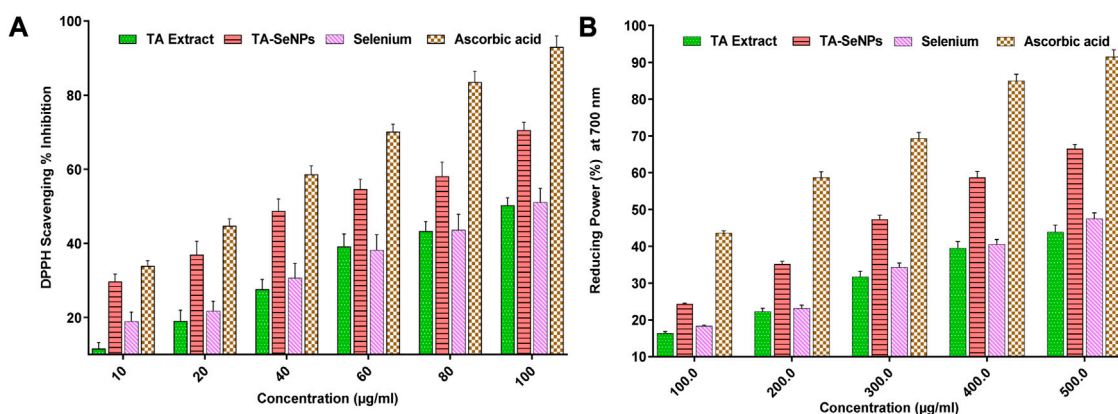 A
TA Extract TA-SeNPs Selenium Ascorbic acid
DPPH Scavenging % Inhibition
100
80
60
40
20
10 20 40 60 80 100
Concentration (µg/ml)
B
TA Extract TA-SeNPs Selenium Ascorbic acid
Reducing Power (%) at 700 nm
100
90
80
70
60
50
40
30
20
10
100.0 200.0 300.0 400.0 500.0
Concentration (µg/ml)